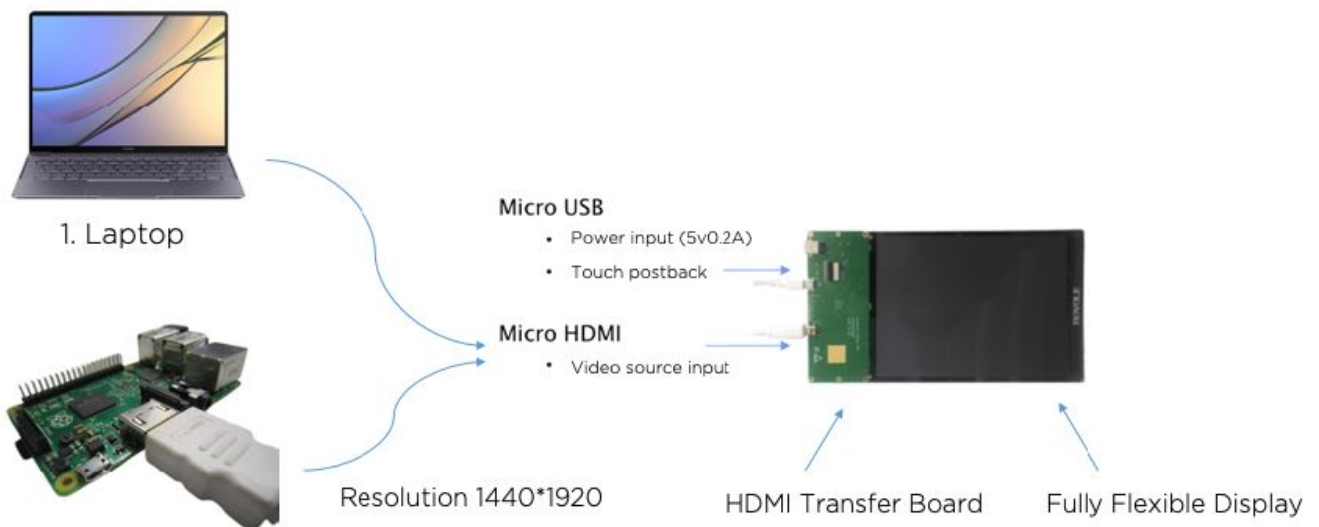 1. Laptop
Micro USB
• Power input (5v0.2A)
• Touch postback
Micro HDMI
• Video source input
ROYOLE
Resolution 1440*1920
HDMI Transfer Board
Fully Flexible Display